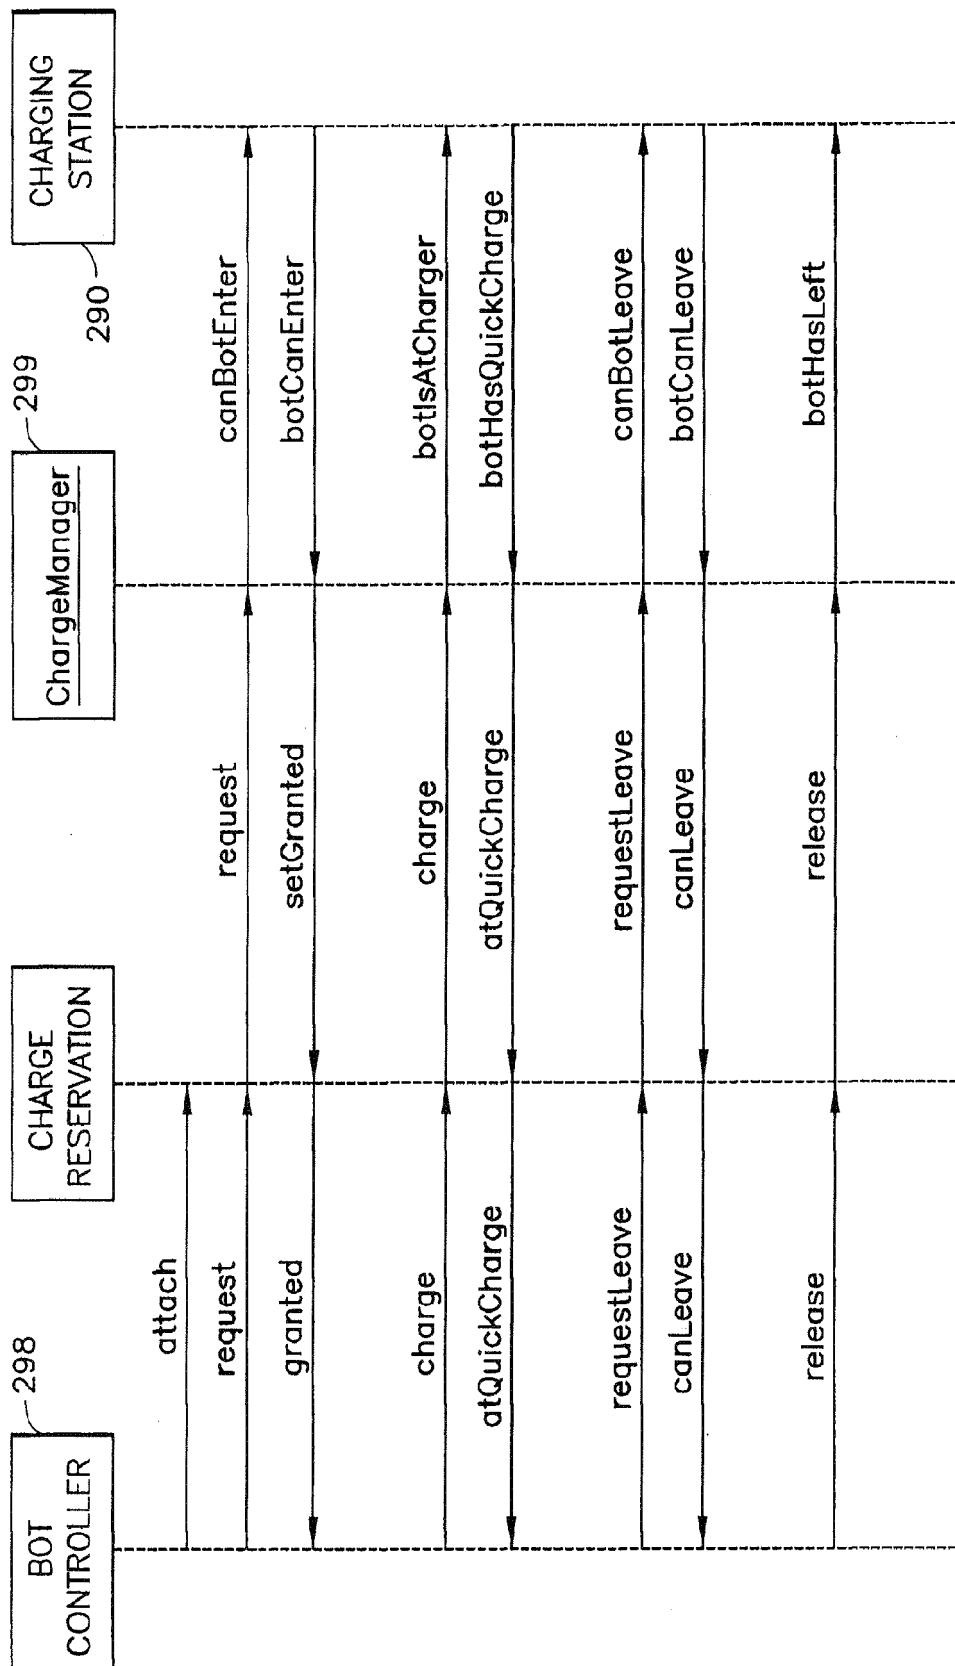 BOT
CONTROLLER
298
CHARGE
RESERVATION
ChargeManager
299
CHARGING
STATION
290
attach
request
request
canBotEnter
granted
setGranted
botCanEnter
charge
charge
botIsAtCharger
atQuickCharge
atQuickCharge
botHasQuickCharge
requestLeave
requestLeave
canBotLeave
canLeave
canLeave
botCanLeave
release
release
botHasLeft